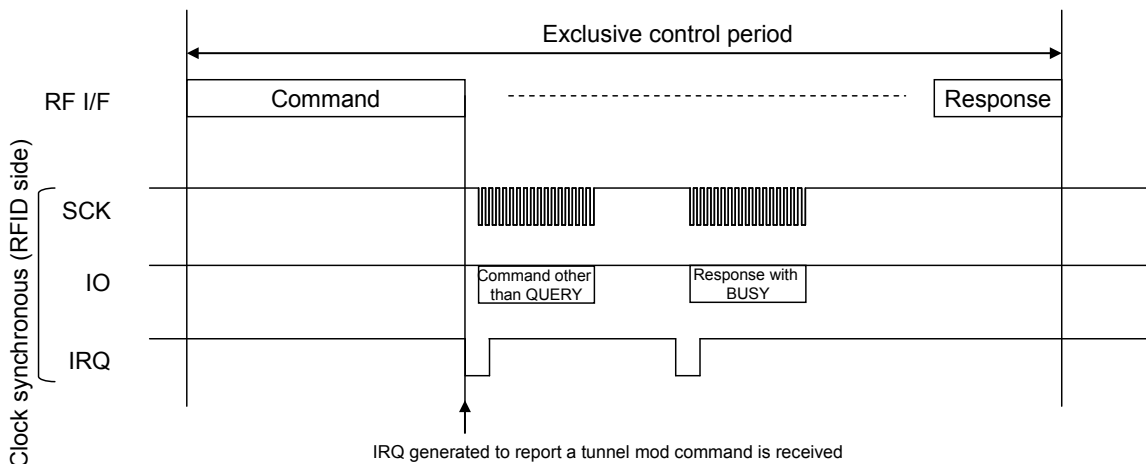 Exclusive control period
RF I/F
Command
Response
Clock synchronous (RFID side)
SCK
IO
Command other
than QUERY
Response with
BUSY
IRQ
IRQ generated to report a tunnel mod command is received